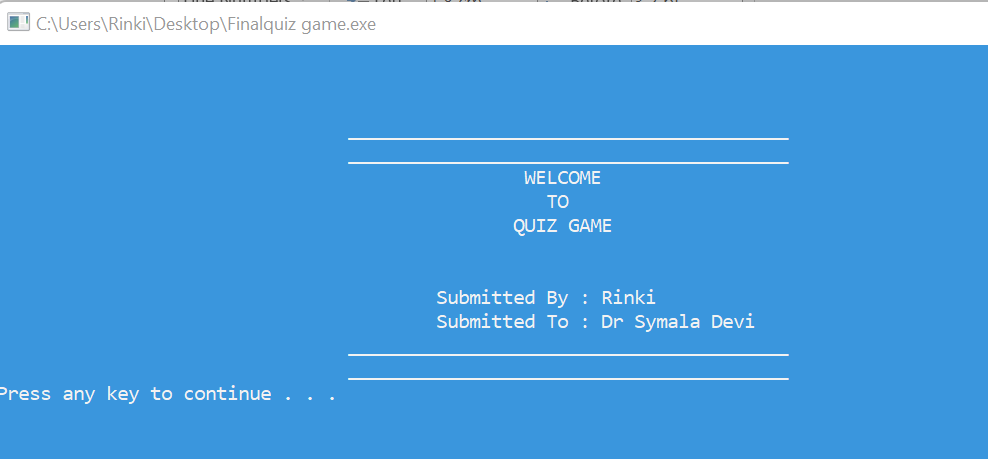 C:\Users\Rinki\Desktop\Finalquiz game.exe
WELCOME
TO
QUIZ GAME
Submitted By : Rinki
Submitted To : Dr Symala Devi
Press any key to continue . . .